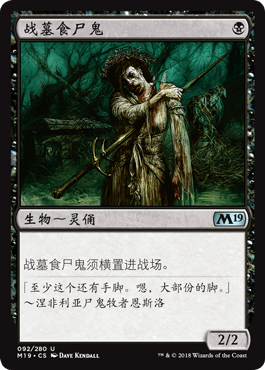 战墓食尸鬼
M19
生物～灵俑
战墓食尸鬼须横置进战场。
「至少这个还有手脚。嗯，大部份的脚。」
～涅非利亚尸鬼牧者恩斯洛
2/2
092/280 U
M19 • CS DAVE KENDALL
™ & © 2018 Wizards of the Coast